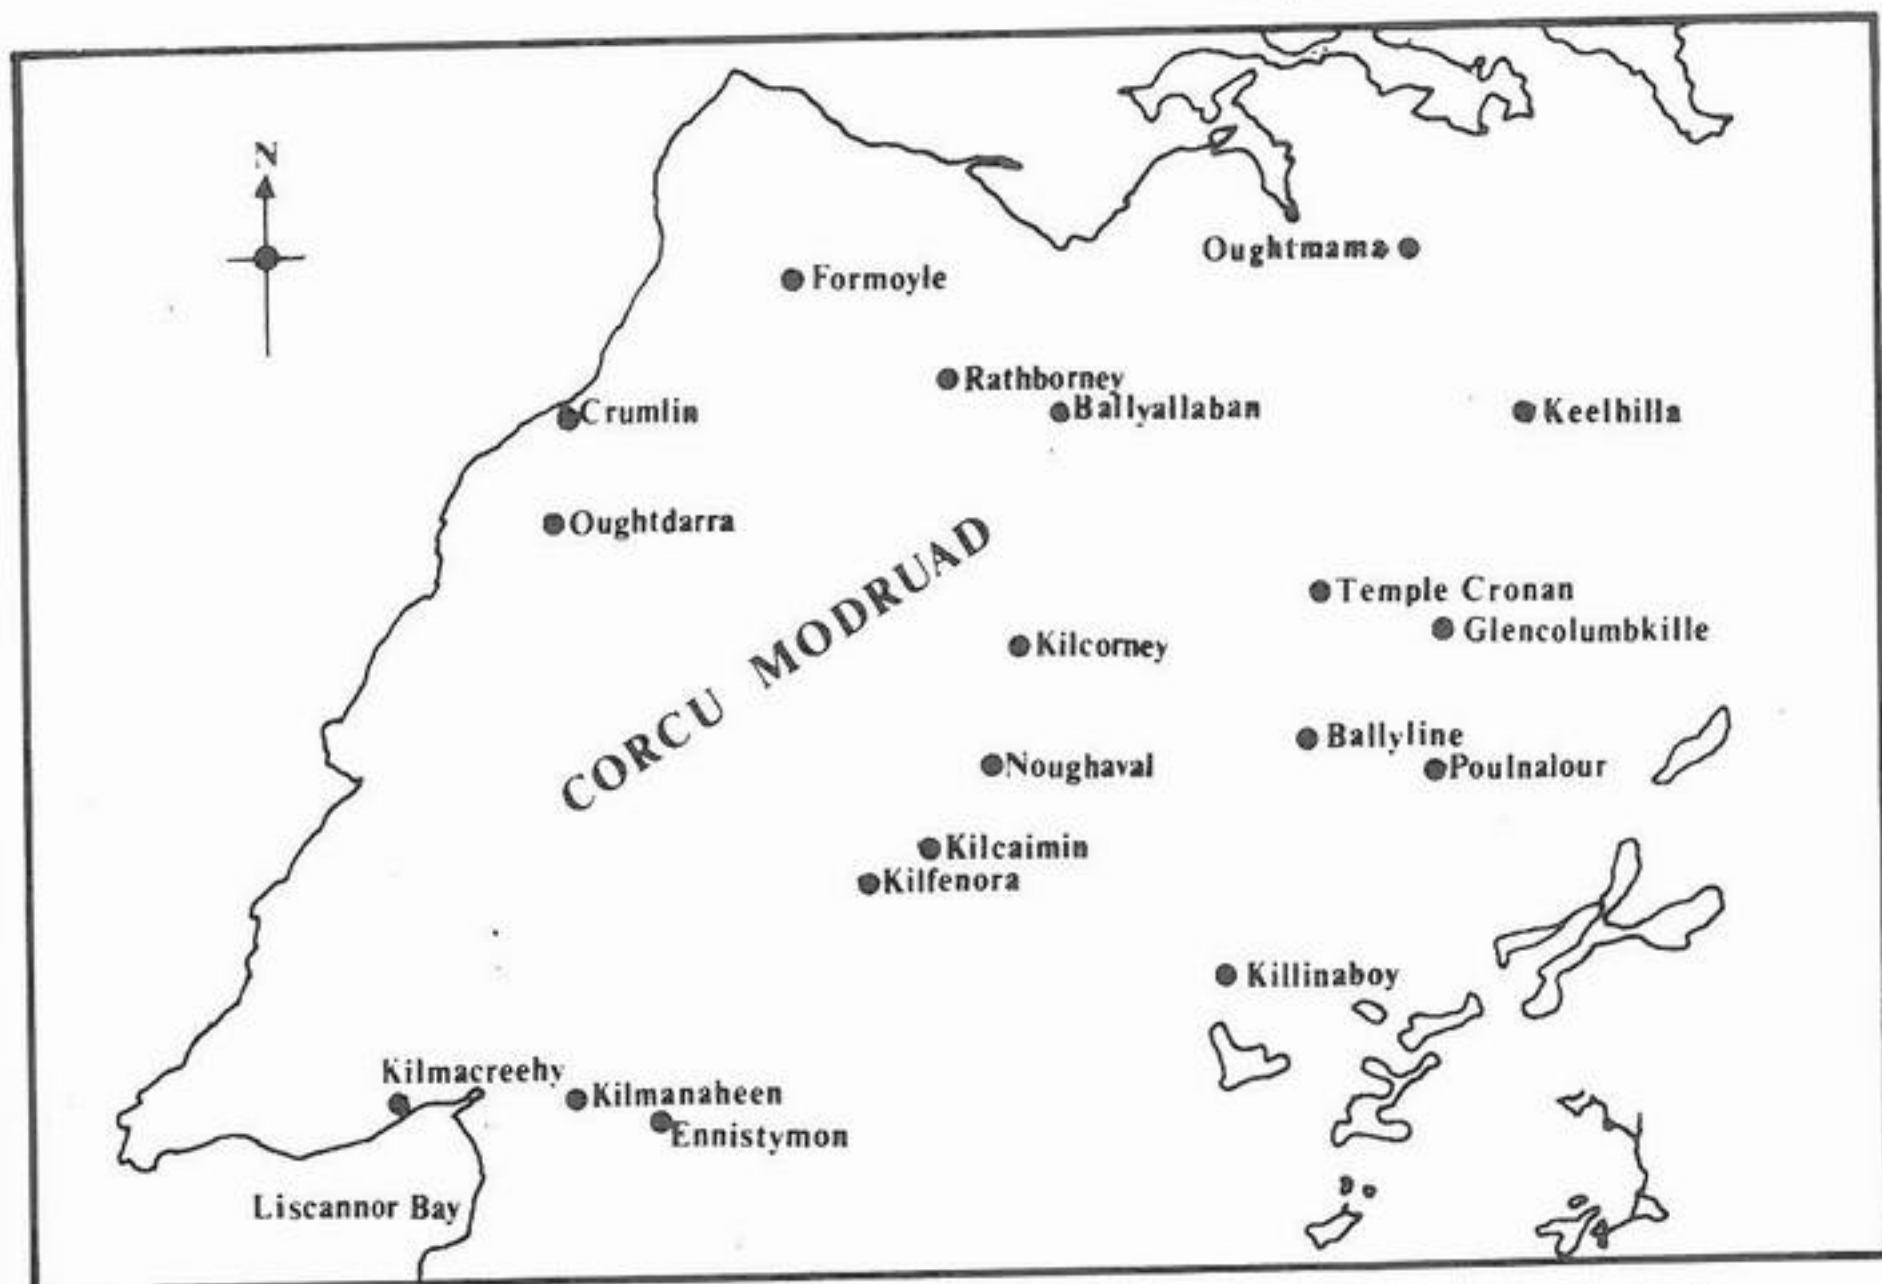 N
Oughtmama
Formoyle
Rathborney
Ballyallaban
Keelhilla
Crumlin
Oughtdarra
CORCU MODRUAD
Temple Cronan
Glencolumbkille
Kilcorney
Ballyline
Noughaval
Poulnalour
Kilcaimin
Kilfenora
Killinaboy
Kilmacreehy
Kilmanaheen
Ennistymon
Liscannor Bay